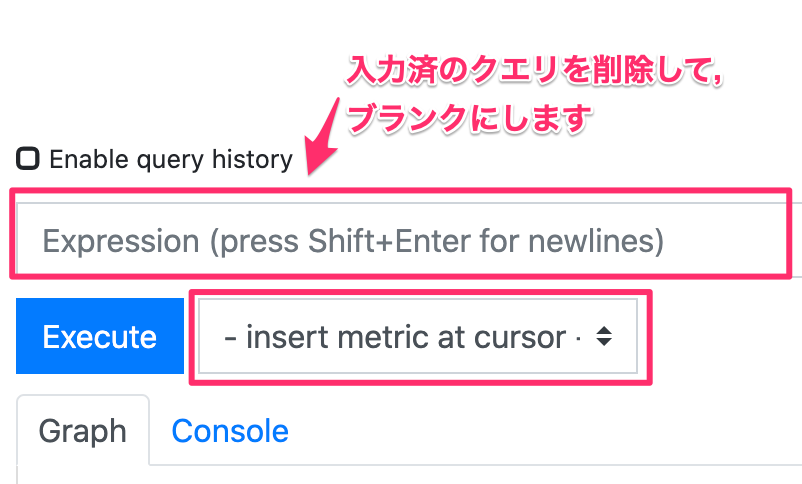 入力済のクエリを削除して,
ブランクにします
Enable query history
Expression (press Shift+Enter for newlines)
Execute
- insert metric at cursor ·
Graph
Console